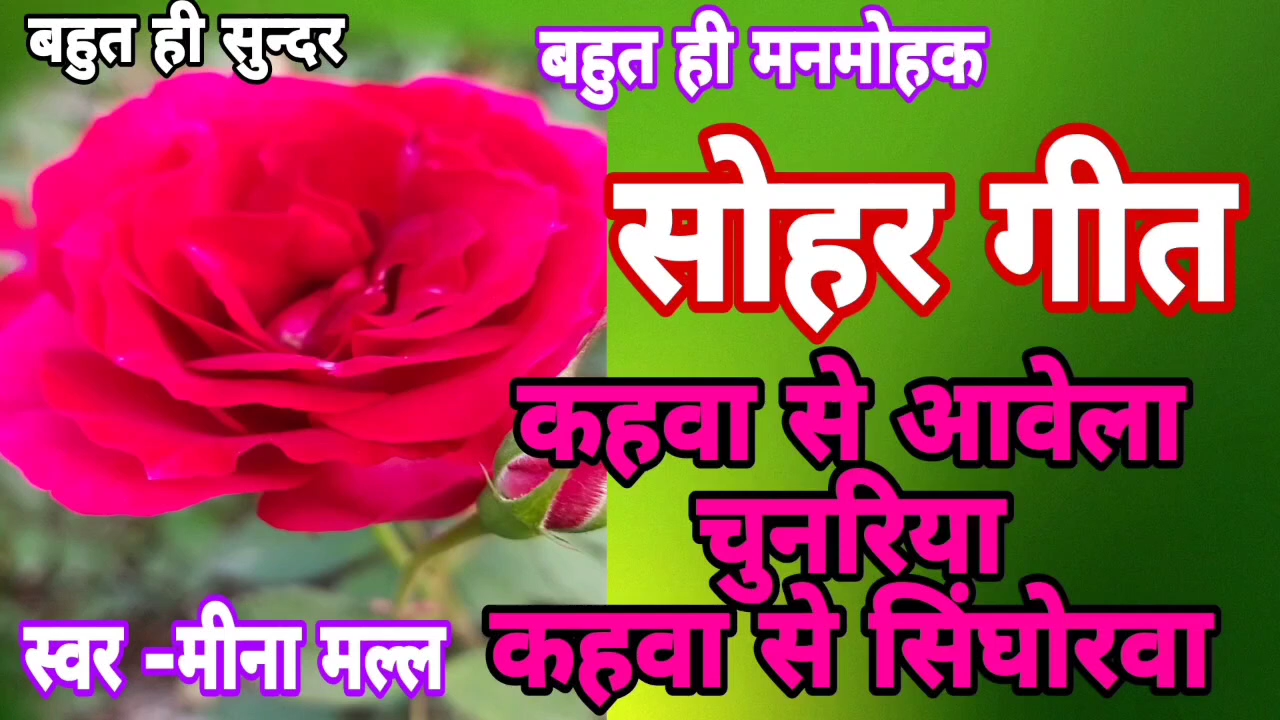 बहुत ही सुन्दर
बहुत ही मनमोहक
सोहर गीत
कहवा से आवेला
चुनरिया
कहवा से सिंघोरवा
स्वर -मीना मल्ल